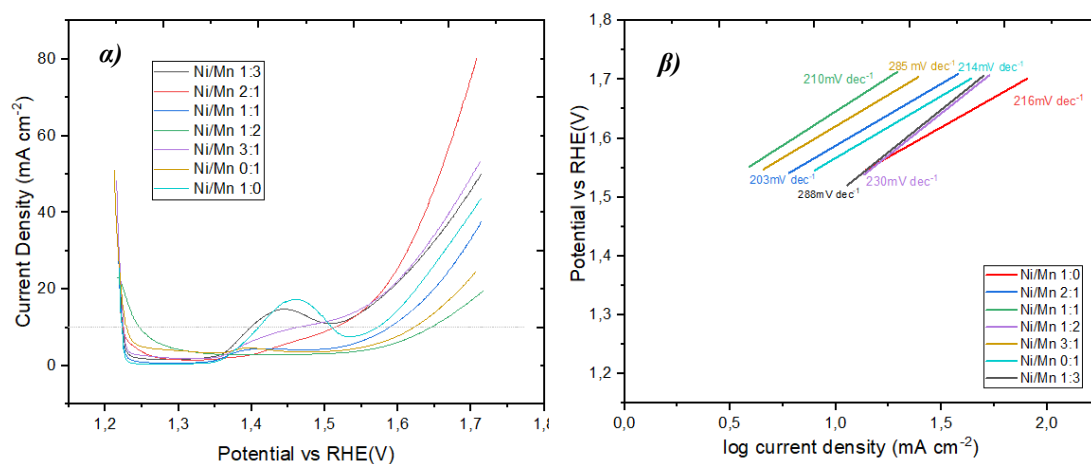 α)
Current Density (mA cm⁻²)
80
60
40
20
0
Ni/Mn 1:3
Ni/Mn 2:1
Ni/Mn 1:1
Ni/Mn 1:2
Ni/Mn 3:1
Ni/Mn 0:1
Ni/Mn 1:0
1,2 1,3 1,4 1,5 1,6 1,7 1,8
Potential vs RHE(V)
β)
Potential vs RHE(V)
1,8
1,7
1,6
1,5
1,4
1,3
1,2
210mV dec⁻¹
285 mV dec⁻¹
214mV dec⁻¹
216mV dec⁻¹
203mV dec⁻¹
230mV dec⁻¹
288mV dec⁻¹
Ni/Mn 1:0
Ni/Mn 2:1
Ni/Mn 1:1
Ni/Mn 1:2
Ni/Mn 3:1
Ni/Mn 0:1
Ni/Mn 1:3
0,0 0,5 1,0 1,5 2,0
log current density (mA cm⁻²)